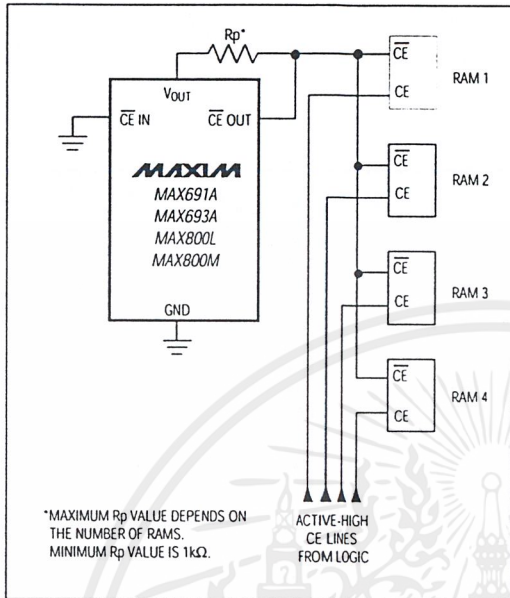 Rp*
VOUT
CE IN
CE OUT
MAXIM
MAX691A
MAX693A
MAX800L
MAX800M
GND
CE
CE
RAM 1
CE
CE
RAM 2
CE
CE
RAM 3
CE
CE
RAM 4
*MAXIMUM Rp VALUE DEPENDS ON
THE NUMBER OF RAMS.
MINIMUM Rp VALUE IS 1kΩ.
ACTIVE-HIGH
CE LINES
FROM LOGIC